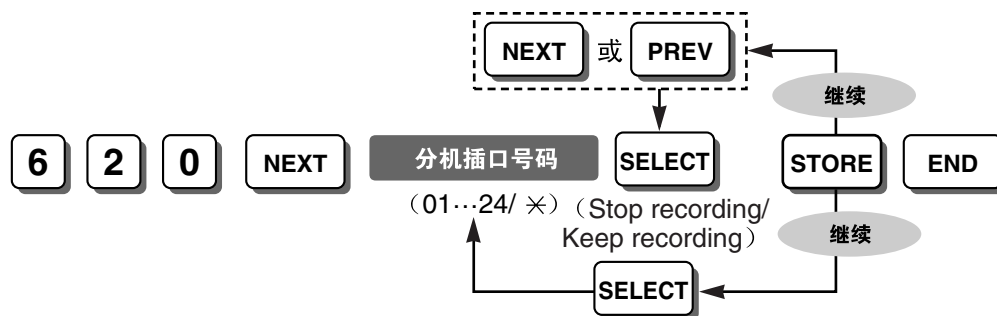 NEXT 或 PREV
继续
6 2 0 NEXT 分机插口号码 SELECT STORE END
（01…24/ ✳）（Stop recording/
Keep recording）
继续
SELECT